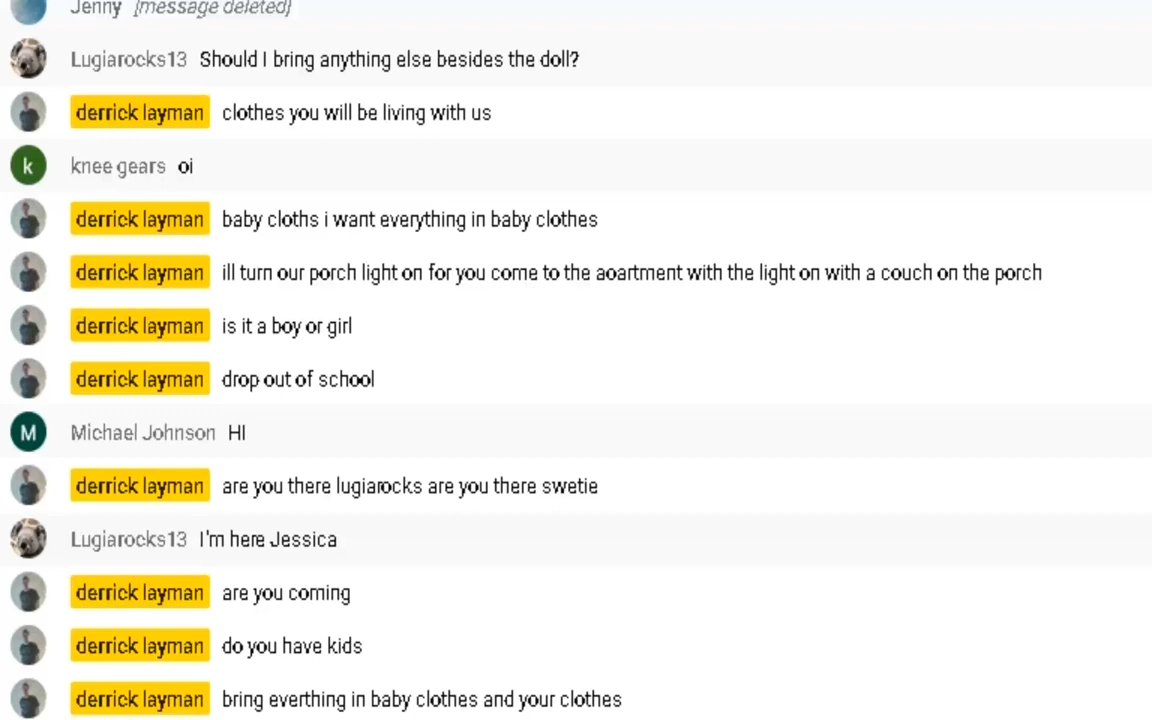 Jenny [message deleted]
Lugiarocks13 Should I bring anything else besides the doll?
derrick layman clothes you will be living with us
k knee gears oi
derrick layman baby cloths i want everything in baby clothes
derrick layman ill turn our porch light on for you come to the aoartment with the light on with a couch on the porch
derrick layman is it a boy or girl
derrick layman drop out of school
M Michael Johnson HI
derrick layman are you there lugiarocks are you there swetie
Lugiarocks13 I'm here Jessica
derrick layman are you coming
derrick layman do you have kids
derrick layman bring everthing in baby clothes and your clothes